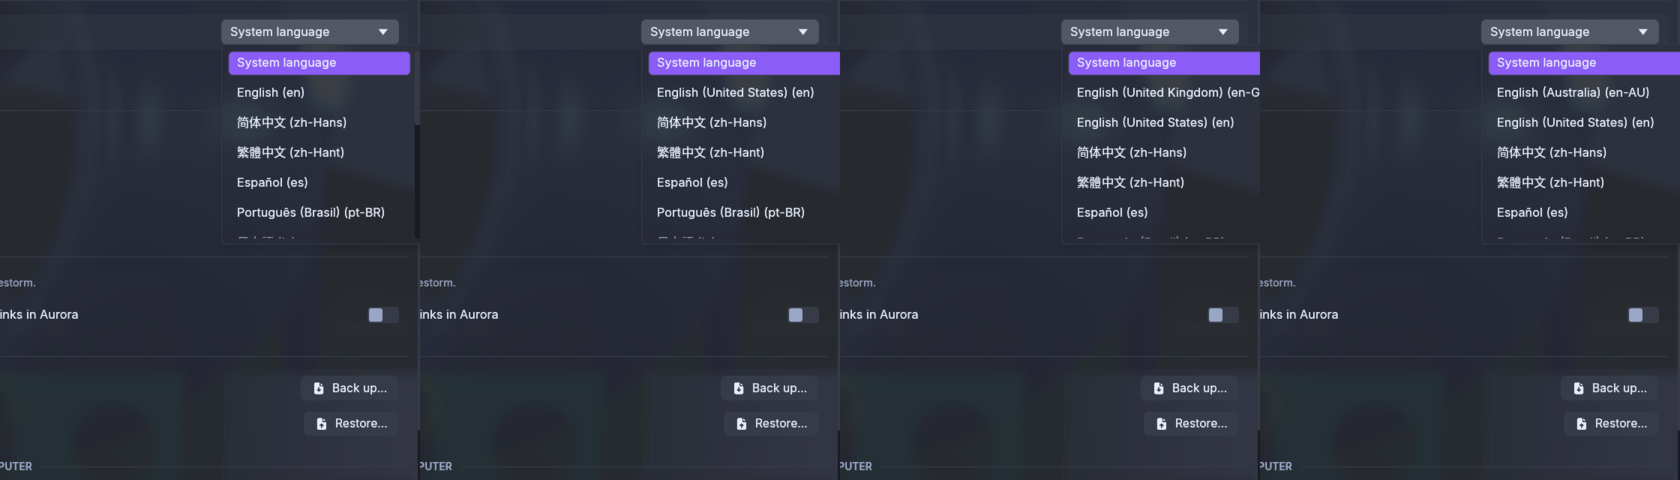 System language
System language
English (en)
简体中文 (zh-Hans)
繁體中文 (zh-Hant)
Español (es)
Português (Brasil) (pt-BR)
estorm.
inks in Aurora
Back up...
Restore...
PUTER
System language
System language
English (United States) (en)
简体中文 (zh-Hans)
繁體中文 (zh-Hant)
Español (es)
Português (Brasil) (pt-BR)
estorm.
inks in Aurora
Back up...
Restore...
PUTER
System language
System language
English (United Kingdom) (en-G
English (United States) (en)
简体中文 (zh-Hans)
繁體中文 (zh-Hant)
Español (es)
estorm.
inks in Aurora
Back up...
Restore...
PUTER
System language
System language
English (Australia) (en-AU)
English (United States) (en)
简体中文 (zh-Hans)
繁體中文 (zh-Hant)
Español (es)
estorm.
inks in Aurora
Back up...
Restore...
PUTER